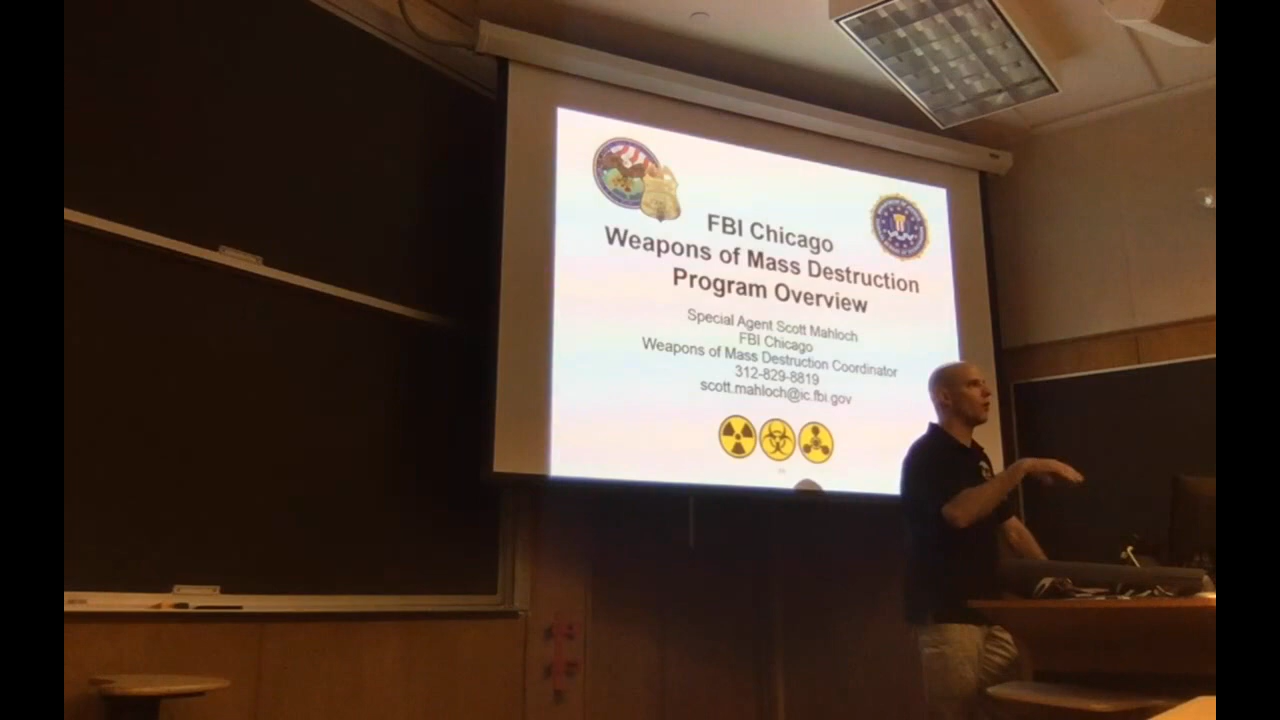 FBI Chicago
Weapons of Mass Destruction
Program Overview
Special Agent Scott Mahloch
FBI Chicago
Weapons of Mass Destruction Coordinator
312-829-8819
scott.mahloch@ic.fbi.gov